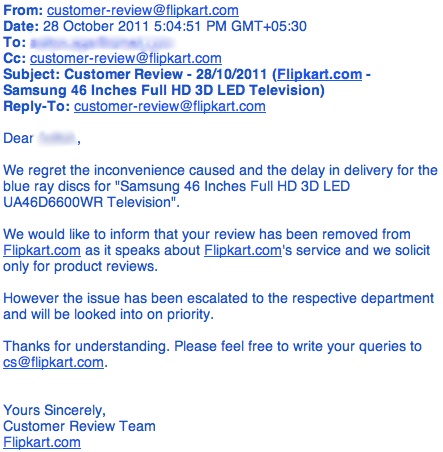 From: customer-review@flipkart.com
Date: 28 October 2011 5:04:51 PM GMT+05:30
To:
Cc: customer-review@flipkart.com
Subject: Customer Review - 28/10/2011 (Flipkart.com -
Samsung 46 Inches Full HD 3D LED Television)
Reply-To: customer-review@flipkart.com
Dear ,
We regret the inconvenience caused and the delay in delivery for the
blue ray discs for "Samsung 46 Inches Full HD 3D LED
UA46D6600WR Television".
We would like to inform that your review has been removed from
Flipkart.com as it speaks about Flipkart.com's service and we solicit
only for product reviews.
However the issue has been escalated to the respective department
and will be looked into on priority.
Thanks for understanding. Please feel free to write your queries to
cs@flipkart.com.
Yours Sincerely,
Customer Review Team
Flipkart.com